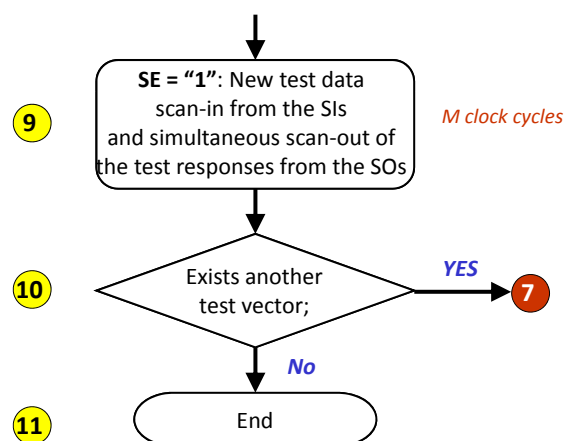 SE = “1”: New test data
scan-in from the SIs
and simultaneous scan-out of
the test responses from the SOs
9
M clock cycles
10
Exists another
test vector;
YES
7
No
11
End